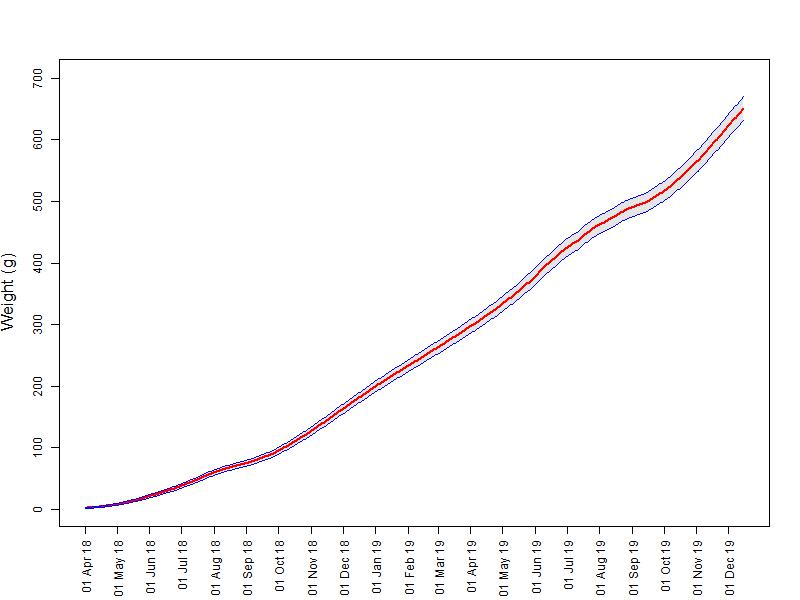 700
600
500
400
300
200
100
0
Weight (g)
01 Apr 18
01 May 18
01 Jun 18
01 Jul 18
01 Aug 18
01 Sep 18
01 Oct 18
01 Nov 18
01 Dec 18
01 Jan 19
01 Feb 19
01 Mar 19
01 Apr 19
01 May 19
01 Jun 19
01 Jul 19
01 Aug 19
01 Sep 19
01 Oct 19
01 Nov 19
01 Dec 19